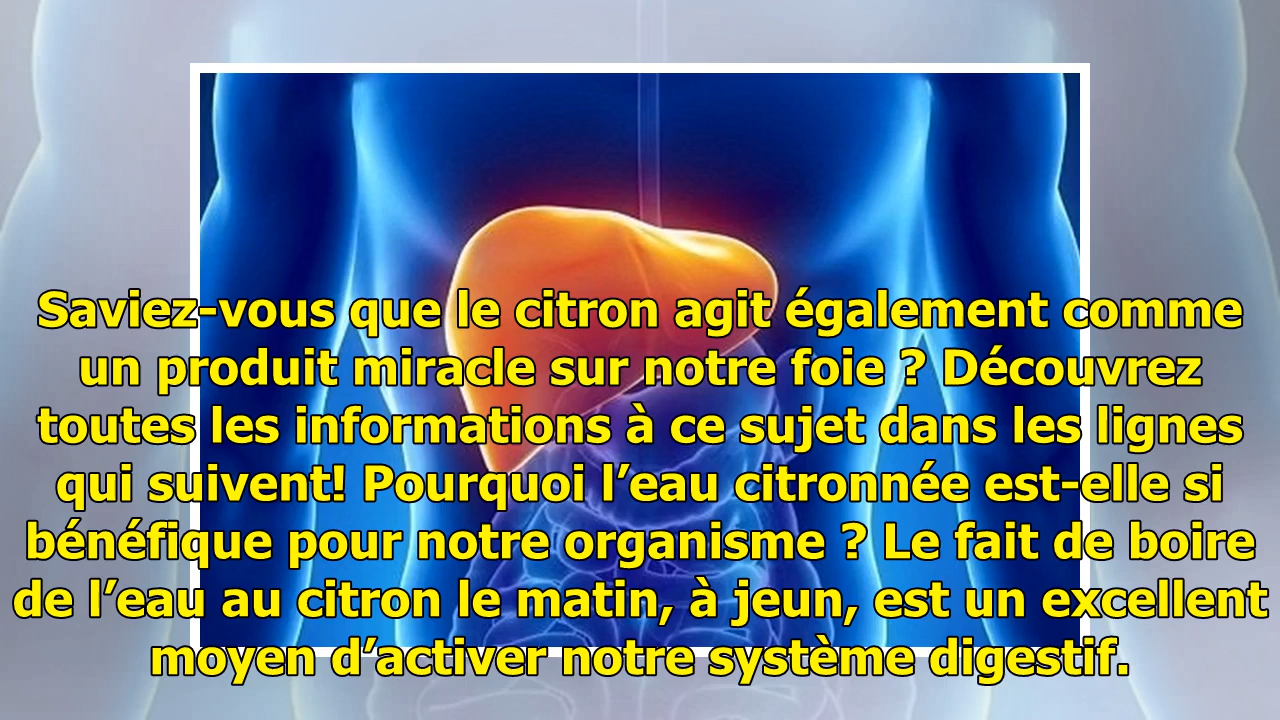 Saviez-vous que le citron agit également comme
un produit miracle sur notre foie ? Découvrez
toutes les informations à ce sujet dans les lignes
qui suivent! Pourquoi l’eau citronnée est-elle si
bénéfique pour notre organisme ? Le fait de boire
de l’eau au citron le matin, à jeun, est un excellent
moyen d’activer notre système digestif.